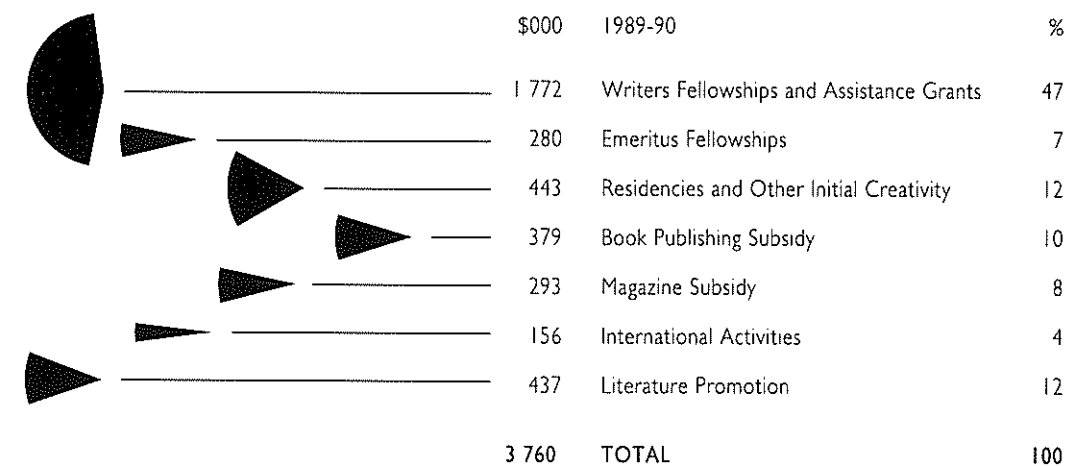 $000 1989-90 %
1 772 Writers Fellowships and Assistance Grants 47
280 Emeritus Fellowships 7
443 Residencies and Other Initial Creativity 12
379 Book Publishing Subsidy 10
293 Magazine Subsidy 8
156 International Activities 4
437 Literature Promotion 12
3 760 TOTAL 100